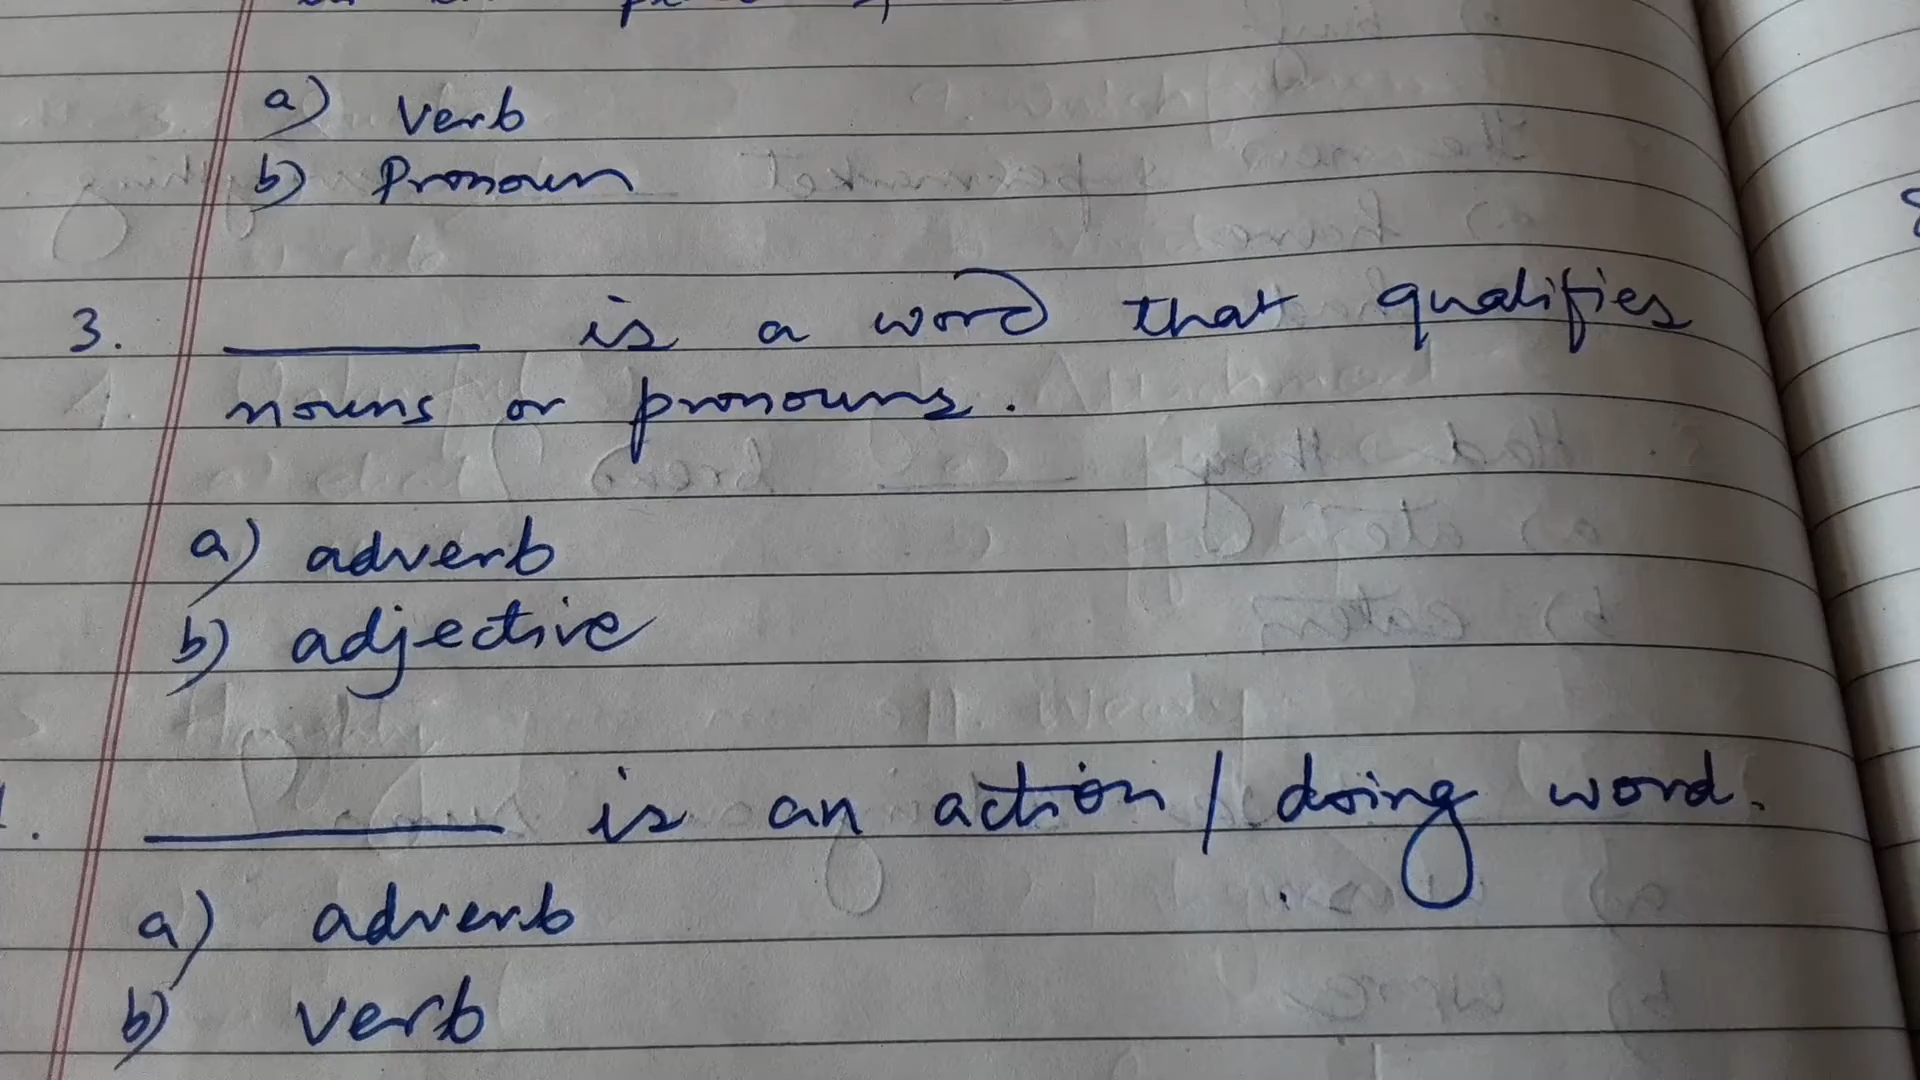 a) verb
b) Pronoun
3. ______ is a word that qualifies
nouns or pronouns.
a) adverb
b) adjective
______ is an action / doing word.
a) adverb
b) verb